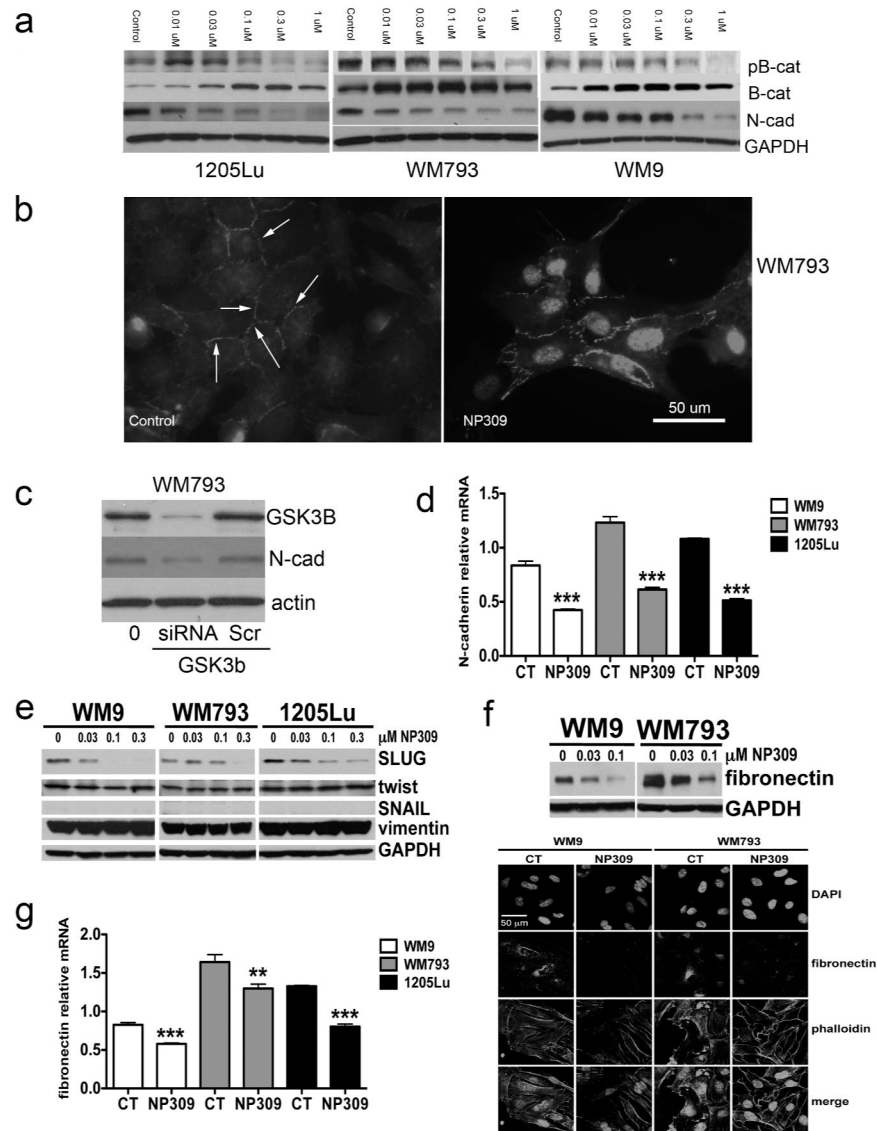 a
Control 0.01 uM 0.03 uM 0.1 uM 0.3 uM 1 uM Control 0.01 uM 0.03 uM 0.1 uM 0.3 uM 1 uM Control 0.01 uM 0.03 uM 0.1 uM 0.3 uM 1 uM
pB-cat
B-cat
N-cad
GAPDH
1205Lu WM793 WM9
b
WM793
Control NP309 50 um
c
WM793
GSK3B
N-cad
actin
0 siRNA Scr
GSK3b
d
N-cadherin relative mRNA
1.5
1.0
0.5
0.0
*** *** ***
CT NP309 CT NP309 CT NP309
WM9
WM793
1205Lu
e
WM9 WM793 1205Lu
0 0.03 0.1 0.3 0 0.03 0.1 0.3 0 0.03 0.1 0.3 μM NP309
SLUG
twist
SNAIL
vimentin
GAPDH
f
WM9 WM793
0 0.03 0.1 0 0.03 0.1 μM NP309
fibronectin
GAPDH
WM9 WM793
CT NP309 CT NP309
DAPI
50 μm
fibronectin
phalloidin
merge
g
fibronectin relative mRNA
2.0
1.5
1.0
0.5
0.0
*** ** ***
CT NP309 CT NP309 CT NP309
WM9
WM793
1205Lu